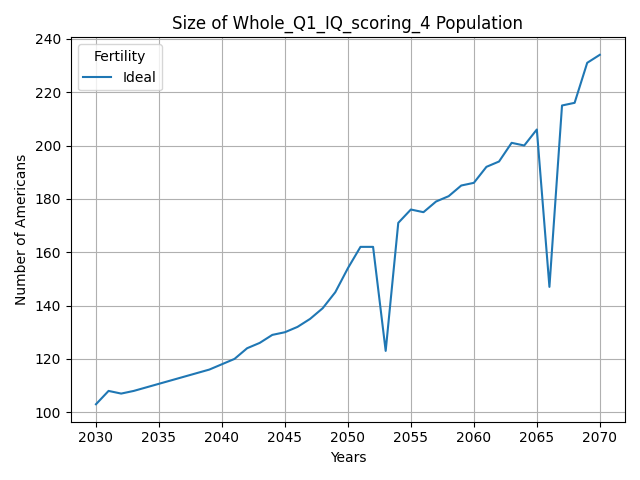 Size of Whole_Q1_IQ_scoring_4 Population
Fertility
Ideal
Number of Americans
240
220
200
180
160
140
120
100
2030 2035 2040 2045 2050 2055 2060 2065 2070
Years